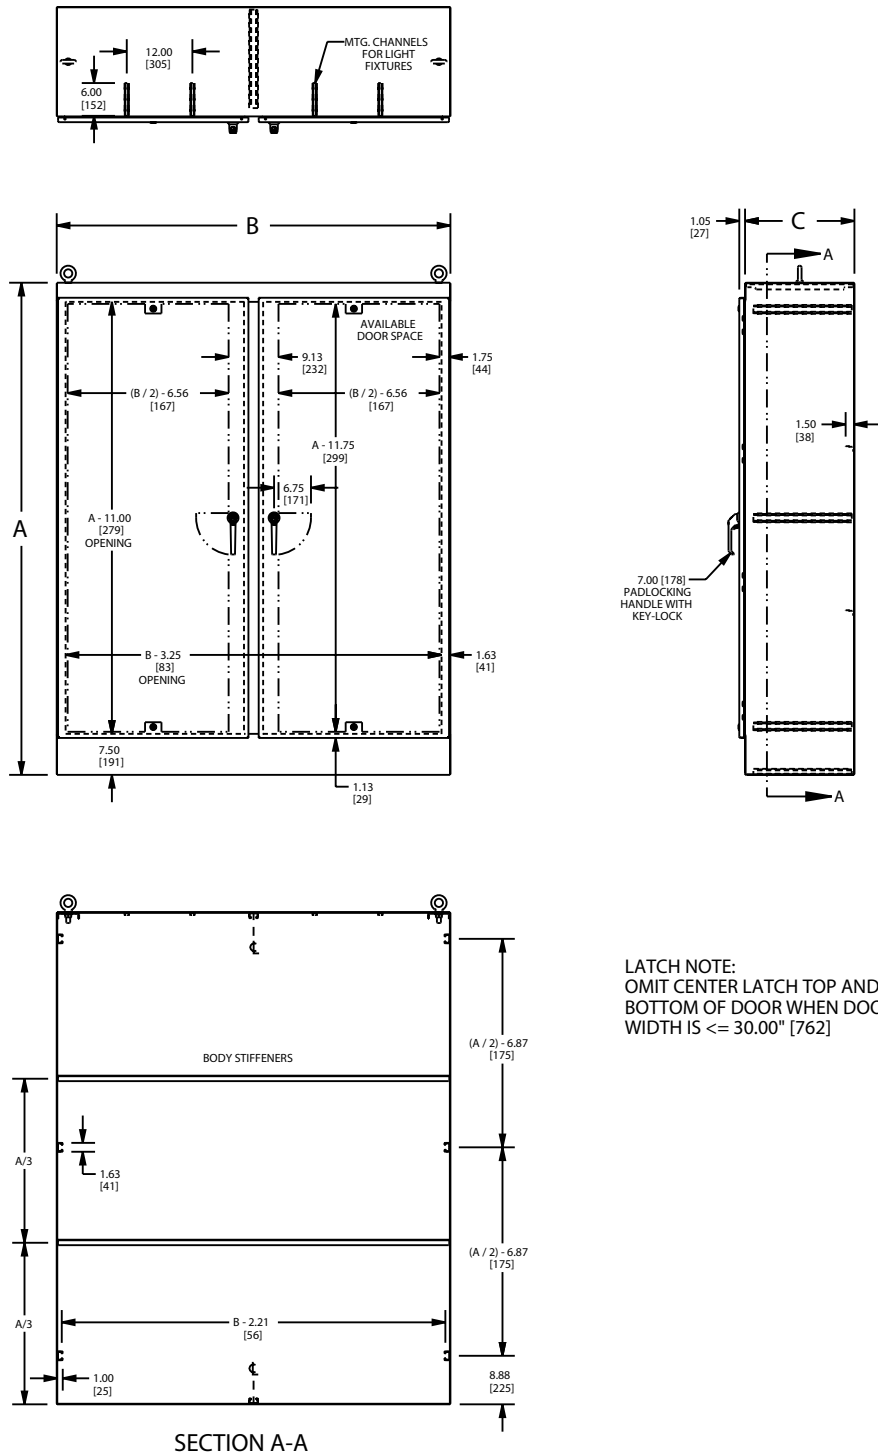 12.00
[305]
MTG. CHANNELS
FOR LIGHT
FIXTURES
6.00
[152]
B
1.05
[27]
C
A
AVAILABLE
DOOR SPACE
9.13
[232]
1.75
[44]
(B / 2) - 6.56
[167]
(B / 2) - 6.56
[167]
1.50
[38]
A - 11.75
[299]
6.75
[171]
A
A - 11.00
[279]
OPENING
7.00 [178]
PADLOCKING
HANDLE WITH
KEY-LOCK
B - 3.25
[83]
OPENING
1.63
[41]
7.50
[191]
1.13
[29]
A
LATCH NOTE:
OMIT CENTER LATCH TOP AND
BOTTOM OF DOOR WHEN
WIDTH IS <= 30.00" [762]
(A / 2) - 6.87
[175]
BODY STIFFENERS
A/3
1.63
[41]
(A / 2) - 6.87
[175]
A/3
B - 2.21
[56]
1.00
[25]
8.88
[225]
SECTION A-A